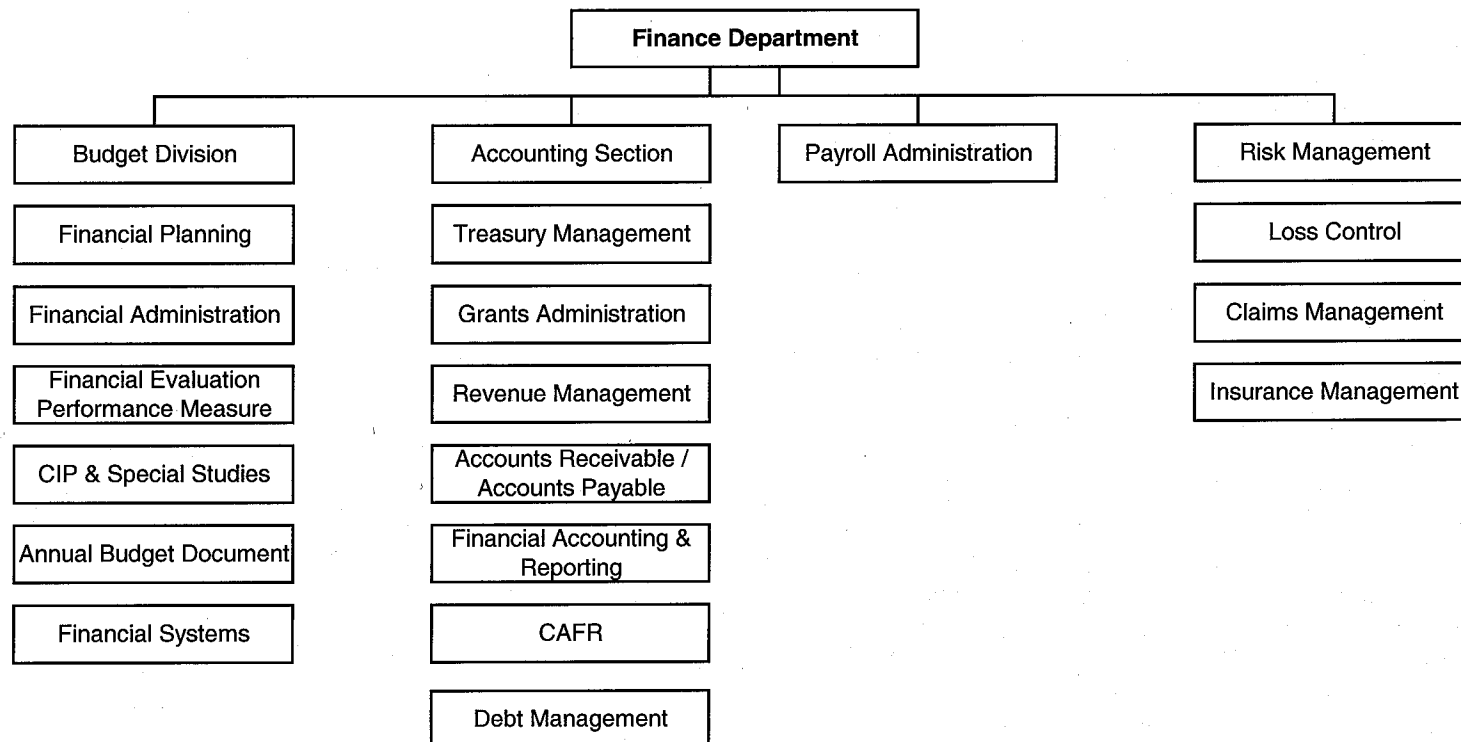 Finance Department
Budget Division
Financial Planning
Financial Administration
Financial Evaluation
Performance Measure
CIP & Special Studies
Annual Budget Document
Financial Systems
Accounting Section
Treasury Management
Grants Administration
Revenue Management
Accounts Receivable /
Accounts Payable
Financial Accounting &
Reporting
CAFR
Debt Management
Payroll Administration
Risk Management
Loss Control
Claims Management
Insurance Management